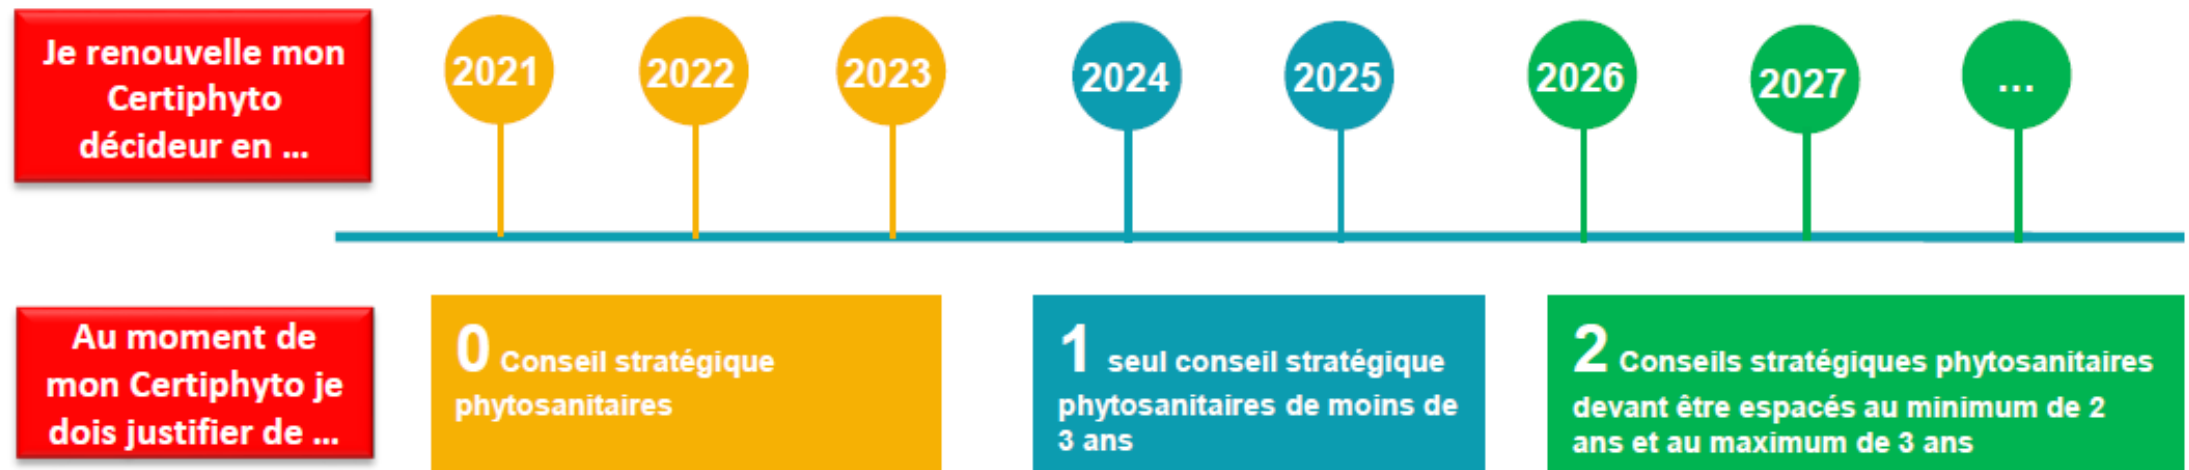 Je renouvelle mon
Certiphyto
décideur en ...
2021
2022
2023
2024
2025
2026
2027
...
Au moment de
mon Certiphyto je
dois justifier de ...
0 Conseil stratégique
phytosanitaires
1 seul conseil stratégique
phytosanitaires de moins de
3 ans
2 Conseils stratégiques phytosanitaires
devant être espacés au minimum de 2
ans et au maximum de 3 ans